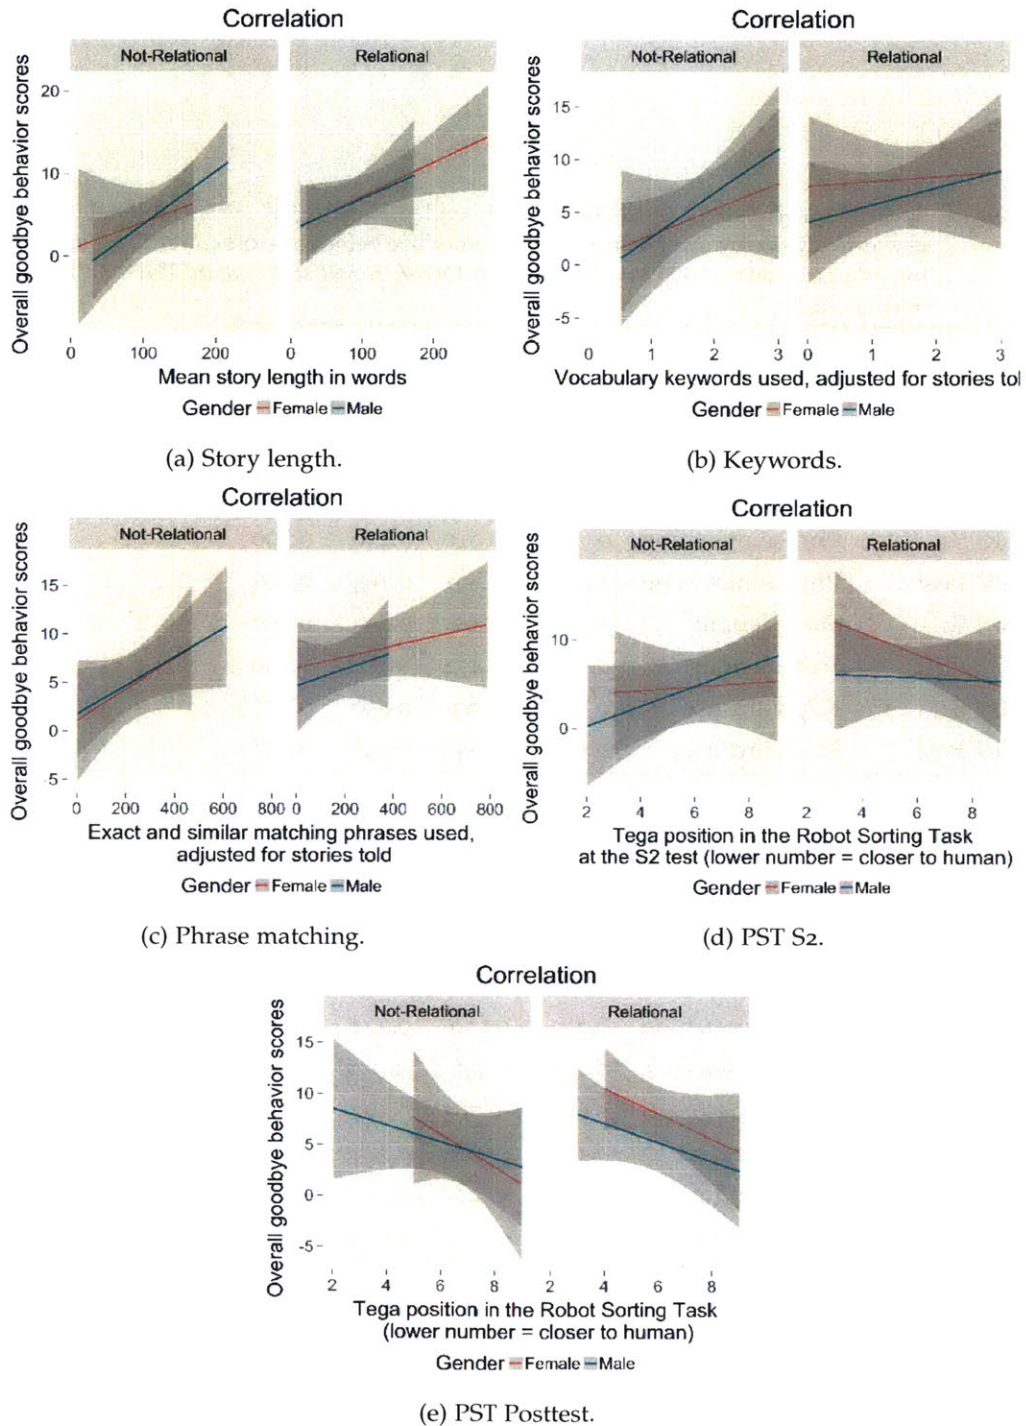 Correlation
Not-Relational Relational
Overall goodbye behavior scores
20
10
0
0 100 200 0 100 200
Mean story length in words
Gender Female Male
(a) Story length.
Correlation
Not-Relational Relational
Overall goodbye behavior scores
15
10
5
0
-5
0 1 2 3 0 1 2 3
Vocabulary keywords used, adjusted for stories tol
Gender Female Male
(b) Keywords.
Correlation
Not-Relational Relational
Overall goodbye behavior scores
15
10
5
0
-5
0 200 400 600 800 0 200 400 600 800
Exact and similar matching phrases used,
adjusted for stories told
Gender Female Male
(c) Phrase matching.
Correlation
Not-Relational Relational
Overall goodbye behavior scores
10
0
2 4 6 8 2 4 6 8
Tega position in the Robot Sorting Task
at the S2 test (lower number = closer to human)
Gender Female Male
(d) PST S2.
Correlation
Not-Relational Relational
Overall goodbye behavior scores
15
10
5
0
-5
2 4 6 8 2 4 6 8
Tega position in the Robot Sorting Task
(lower number = closer to human)
Gender Female Male
(e) PST Posttest.